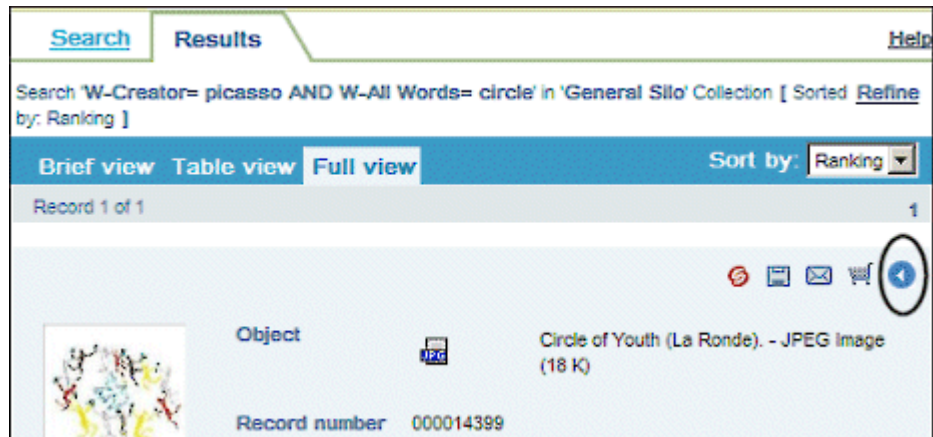 Search Results Help
Search 'W-Creator= picasso AND W-All Words= circle' in 'General Silo' Collection [ Sorted Refine
by: Ranking ]
Brief view Table view Full view Sort by: Ranking
Record 1 of 1 1
Object JPG Circle of Youth (La Ronde). - JPEG Image
(18 K)
Record number 000014399